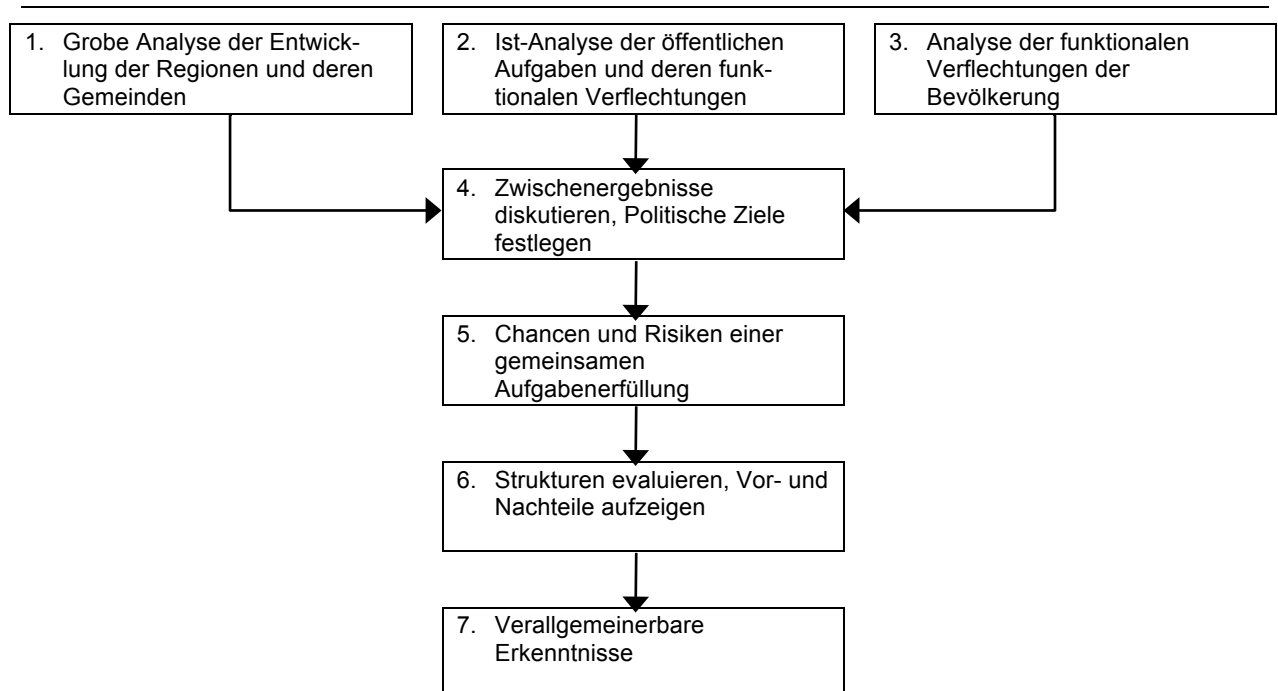 1. Grobe Analyse der Entwick-
lung der Regionen und deren
Gemeinden
2. Ist-Analyse der öffentlichen
Aufgaben und deren funk-
tionalen Verflechtungen
3. Analyse der funktionalen
Verflechtungen der
Bevölkerung
4. Zwischenergebnisse
diskutieren, Politische Ziele
festlegen
5. Chancen und Risiken einer
gemeinsamen
Aufgabenerfüllung
6. Strukturen evaluieren, Vor- und
Nachteile aufzeigen
7. Verallgemeinerbare
Erkenntnisse